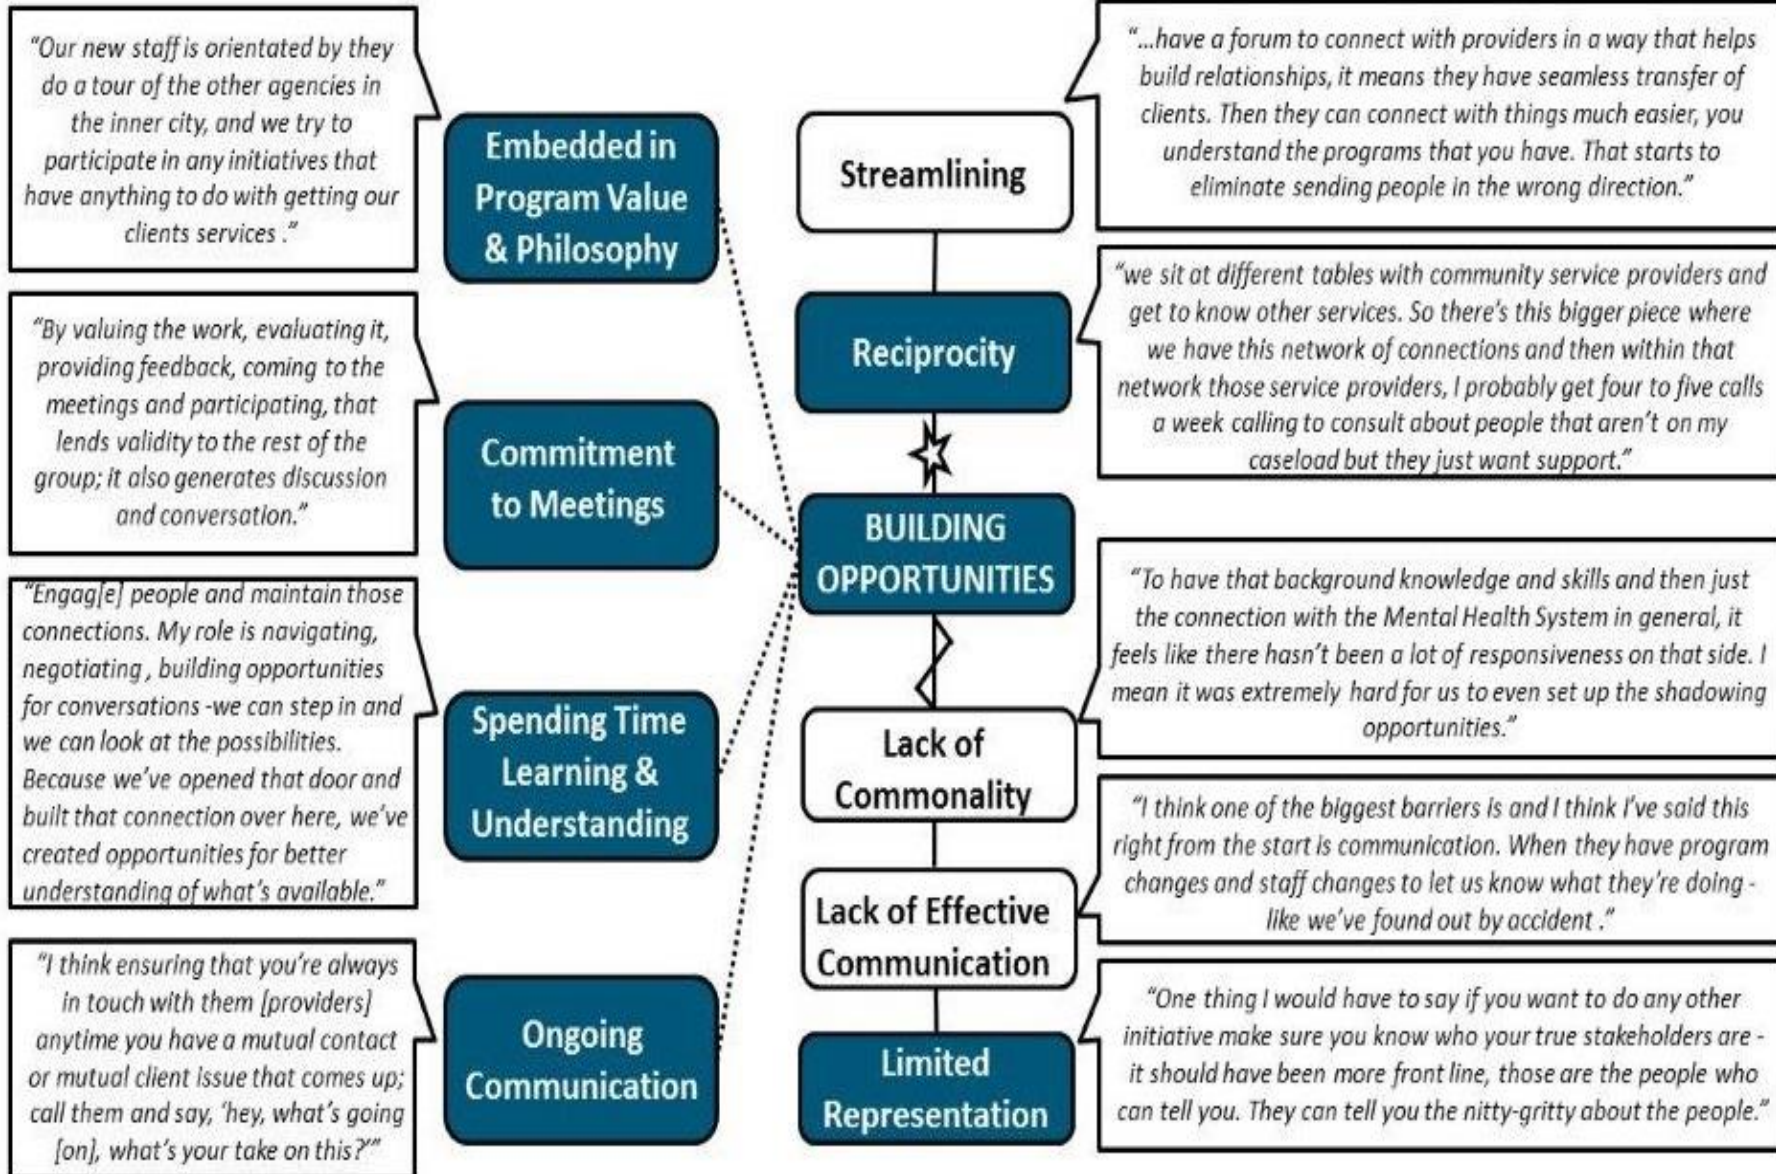 “Our new staff is orientated by they
do a tour of the other agencies in
the inner city, and we try to
participate in any initiatives that
have anything to do with getting our
clients services .”
Embedded in
Program Value
& Philosophy
“By valuing the work, evaluating it,
providing feedback, coming to the
meetings and participating, that
lends validity to the rest of the
group; it also generates discussion
and conversation.”
Commitment
to Meetings
“Engag[e] people and maintain those
connections. My role is navigating,
negotiating , building opportunities
for conversations -we can step in and
we can look at the possibilities.
Because we’ve opened that door and
built that connection over here, we’ve
created opportunities for better
understanding of what’s available.”
Spending Time
Learning &
Understanding
“I think ensuring that you’re always
in touch with them [providers]
anytime you have a mutual contact
or mutual client issue that comes up;
call them and say, ‘hey, what’s going
[on], what’s your take on this?’”
Ongoing
Communication
Streamlining
“...have a forum to connect with providers in a way that helps
build relationships, it means they have seamless transfer of
clients. Then they can connect with things much easier, you
understand the programs that you have. That starts to
eliminate sending people in the wrong direction.”
Reciprocity
“we sit at different tables with community service providers and
get to know other services. So there’s this bigger piece where
we have this network of connections and then within that
network those service providers, I probably get four to five calls
a week calling to consult about people that aren’t on my
caseload but they just want support.”
BUILDING
OPPORTUNITIES
“To have that background knowledge and skills and then just
the connection with the Mental Health System in general, it
feels like there hasn’t been a lot of responsiveness on that side. I
mean it was extremely hard for us to even set up the shadowing
opportunities.”
Lack of
Commonality
“I think one of the biggest barriers is and I think I’ve said this
right from the start is communication. When they have program
changes and staff changes to let us know what they’re doing -
like we’ve found out by accident .”
Lack of Effective
Communication
“One thing I would have to say if you want to do any other
initiative make sure you know who your true stakeholders are -
it should have been more front line, those are the people who
can tell you. They can tell you the nitty-gritty about the people.”
Limited
Representation